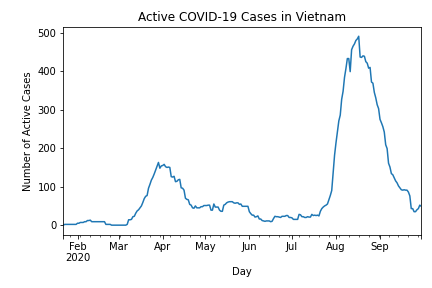 Active COVID-19 Cases in Vietnam
Number of Active Cases
500
400
300
200
100
0
Feb Mar Apr May Jun Jul Aug Sep
2020
Day